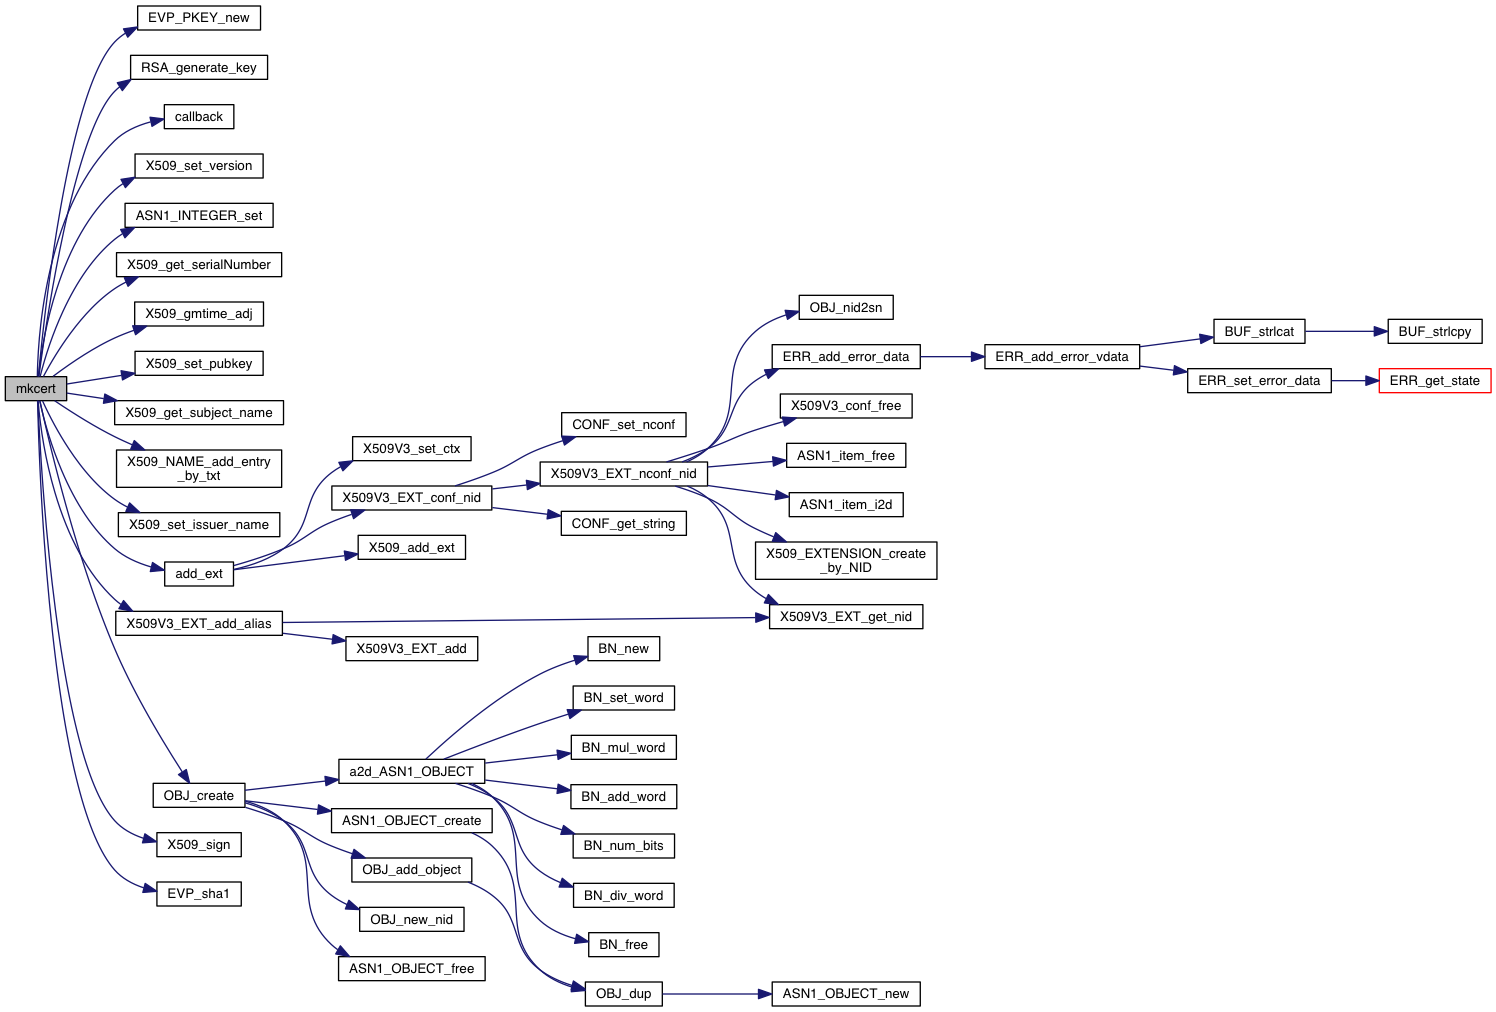 mkcert
EVP_PKEY_new
RSA_generate_key
callback
X509_set_version
ASN1_INTEGER_set
X509_get_serialNumber
X509_gmtime_adj
X509_set_pubkey
X509_get_subject_name
X509_NAME_add_entry
_by_txt
X509_set_issuer_name
add_ext
X509V3_EXT_add_alias
OBJ_create
X509_sign
EVP_sha1
X509V3_set_ctx
X509V3_EXT_conf_nid
X509_add_ext
X509V3_EXT_add
a2d_ASN1_OBJECT
ASN1_OBJECT_create
OBJ_add_object
OBJ_new_nid
ASN1_OBJECT_free
CONF_set_nconf
X509V3_EXT_nconf_nid
CONF_get_string
BN_new
BN_set_word
BN_mul_word
BN_add_word
BN_num_bits
BN_div_word
BN_free
OBJ_dup
OBJ_nid2sn
ERR_add_error_data
X509V3_conf_free
ASN1_item_free
ASN1_item_i2d
X509_EXTENSION_create
_by_NID
X509V3_EXT_get_nid
ASN1_OBJECT_new
ERR_add_error_vdata
BUF_strlcat
ERR_set_error_data
BUF_strlcpy
ERR_get_state